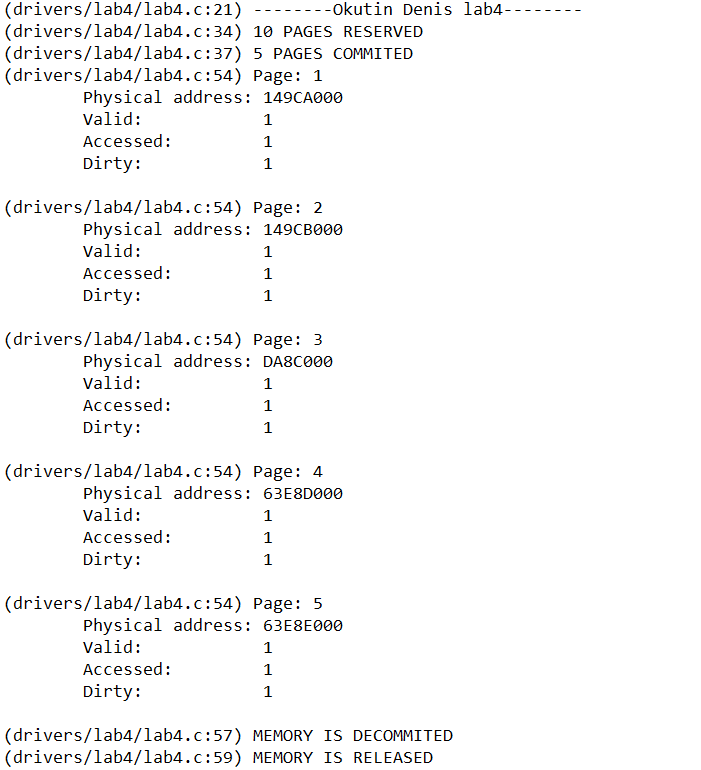 (drivers/lab4/lab4.c:21) --------Okutin Denis lab4--------
(drivers/lab4/lab4.c:34) 10 PAGES RESERVED
(drivers/lab4/lab4.c:37) 5 PAGES COMMITED
(drivers/lab4/lab4.c:54) Page: 1
Physical address: 149CA000
Valid: 1
Accessed: 1
Dirty: 1
(drivers/lab4/lab4.c:54) Page: 2
Physical address: 149CB000
Valid: 1
Accessed: 1
Dirty: 1
(drivers/lab4/lab4.c:54) Page: 3
Physical address: DA8C000
Valid: 1
Accessed: 1
Dirty: 1
(drivers/lab4/lab4.c:54) Page: 4
Physical address: 63E8D000
Valid: 1
Accessed: 1
Dirty: 1
(drivers/lab4/lab4.c:54) Page: 5
Physical address: 63E8E000
Valid: 1
Accessed: 1
Dirty: 1
(drivers/lab4/lab4.c:57) MEMORY IS DECOMMITED
(drivers/lab4/lab4.c:59) MEMORY IS RELEASED